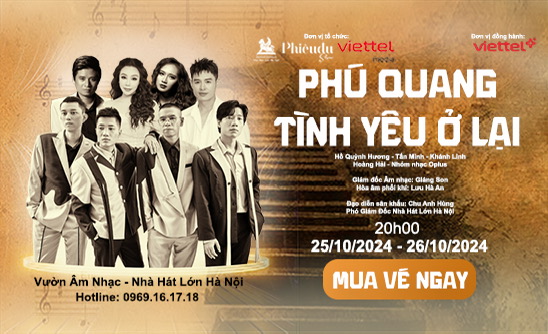 Đơn vị tổ chức:
Đơn vị đồng hành:
Phiêu du
viettel
viettel
PHÚ QUANG
TÌNH YÊU Ở LẠI
Hồ Quỳnh Hương - Tấn Minh - Khánh Linh
Hoàng Hải - Nhóm nhạc Oplus
Giám đốc Âm nhạc: Giáng Son
Hòa âm phối khí: Lưu Hà An
Đạo diễn sân khấu: Chu Anh Hùng
Phó Giám Đốc Nhà Hát Lớn Hà Nội
20h00
25/10/2024 - 26/10/2024
MUA VÉ NGAY
Vườn Âm Nhạc - Nhà Hát Lớn Hà Nội
Hotline: 0969.16.17.18